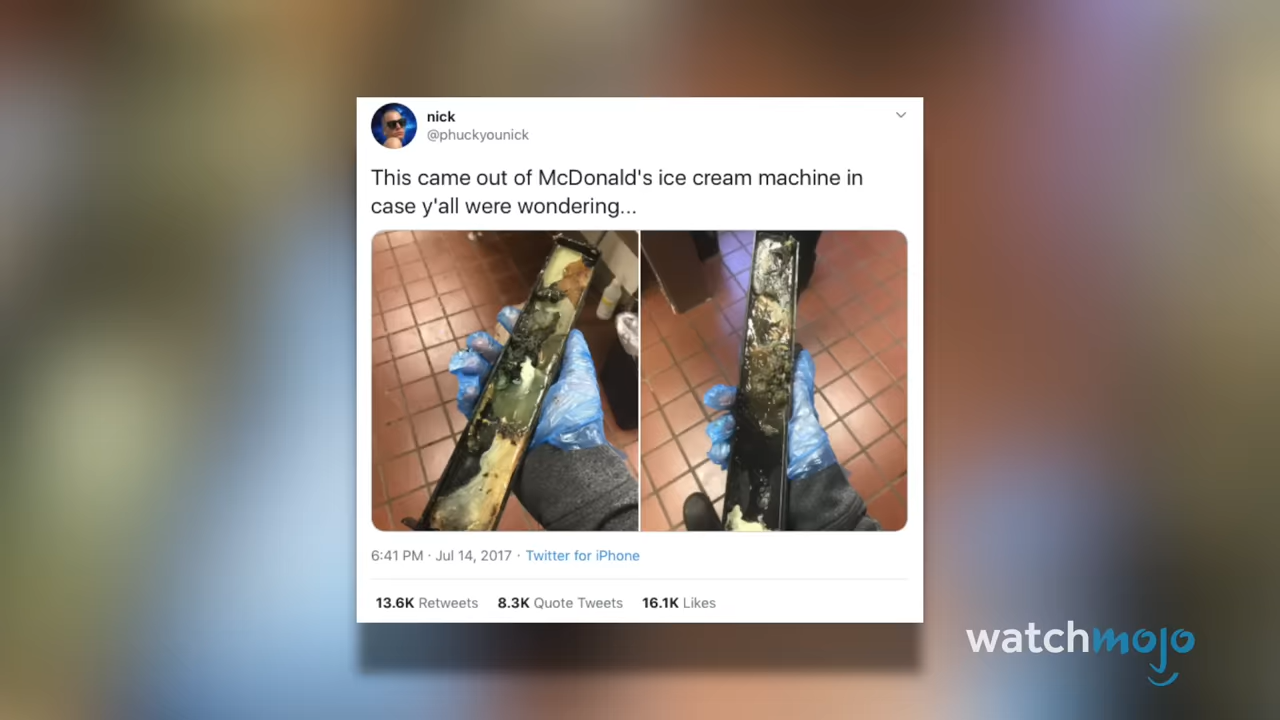 nick
@phuckyounick
This came out of McDonald's ice cream machine in
case y'all were wondering...
6:41 PM · Jul 14, 2017 · Twitter for iPhone
13.6K Retweets 8.3K Quote Tweets 16.1K Likes
watchmojo